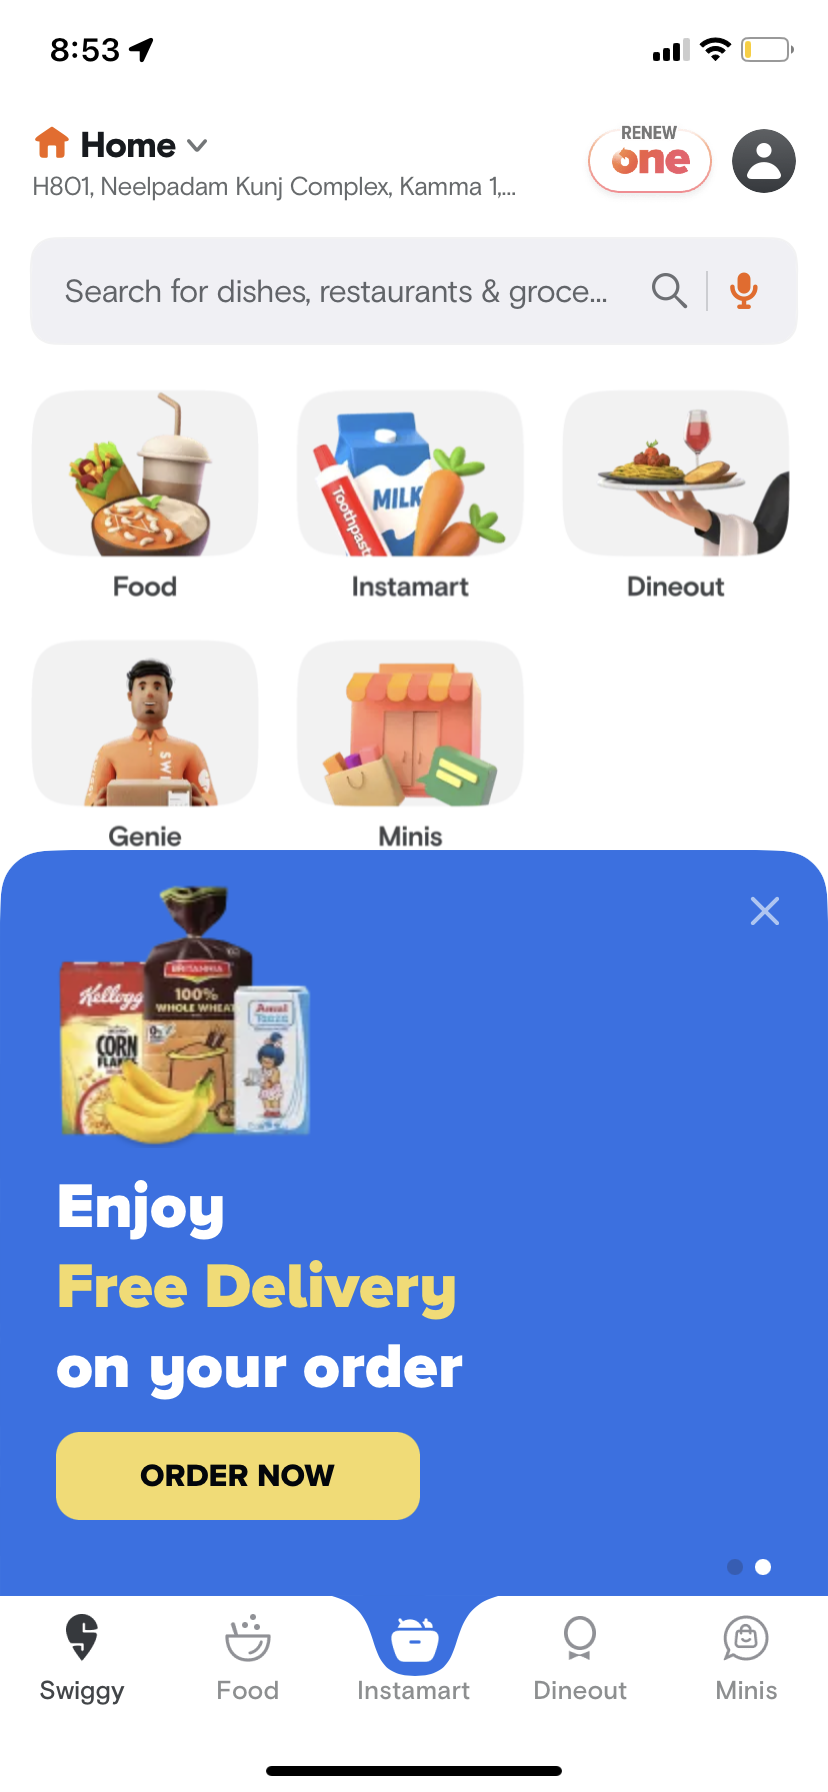 8:53
Home
H801, Neelpadam Kunj Complex, Kamma 1,...
RENEW
one
Search for dishes, restaurants & groce...
MILK
Toothpast
Food
Instamart
Dineout
SWI
Genie
Minis
BRITANNIA
Kellogg
100%
WHOLE WHEAT
Amul
Taaza
CORN
FLAKES
Enjoy
Free Delivery
on your order
ORDER NOW
Swiggy
Food
Instamart
Dineout
Minis